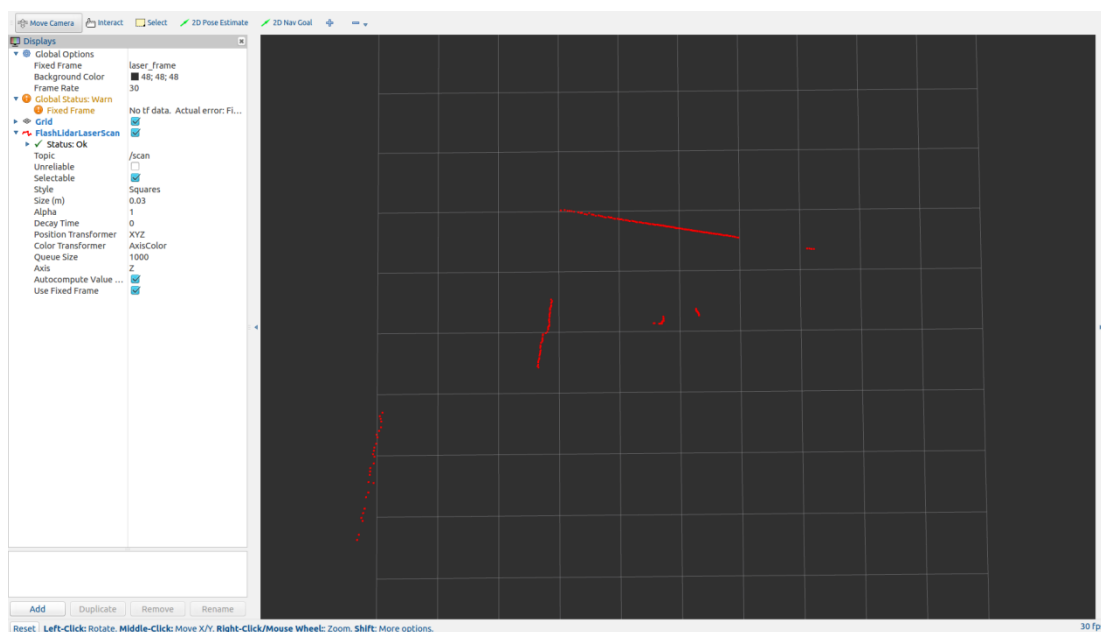 Move Camera Interact Select 2D Pose Estimate 2D Nav Goal
Displays
Global Options
Fixed Frame laser_frame
Background Color 48; 48; 48
Frame Rate 30
Global Status: Warn
Fixed Frame No tf data. Actual error: Fi...
Grid
FlashLidarLaserScan
Status: Ok
Topic /scan
Unreliable
Selectable
Style Squares
Size (m) 0.03
Alpha 1
Decay Time 0
Position Transformer XYZ
Color Transformer AxisColor
Queue Size 1000
Axis Z
Autocompute Value ...
Use Fixed Frame
Add Duplicate Remove Rename
Reset Left-Click: Rotate. Middle-Click: Move X/Y. Right-Click/Mouse Wheel:: Zoom. Shift: More options. 30 fp